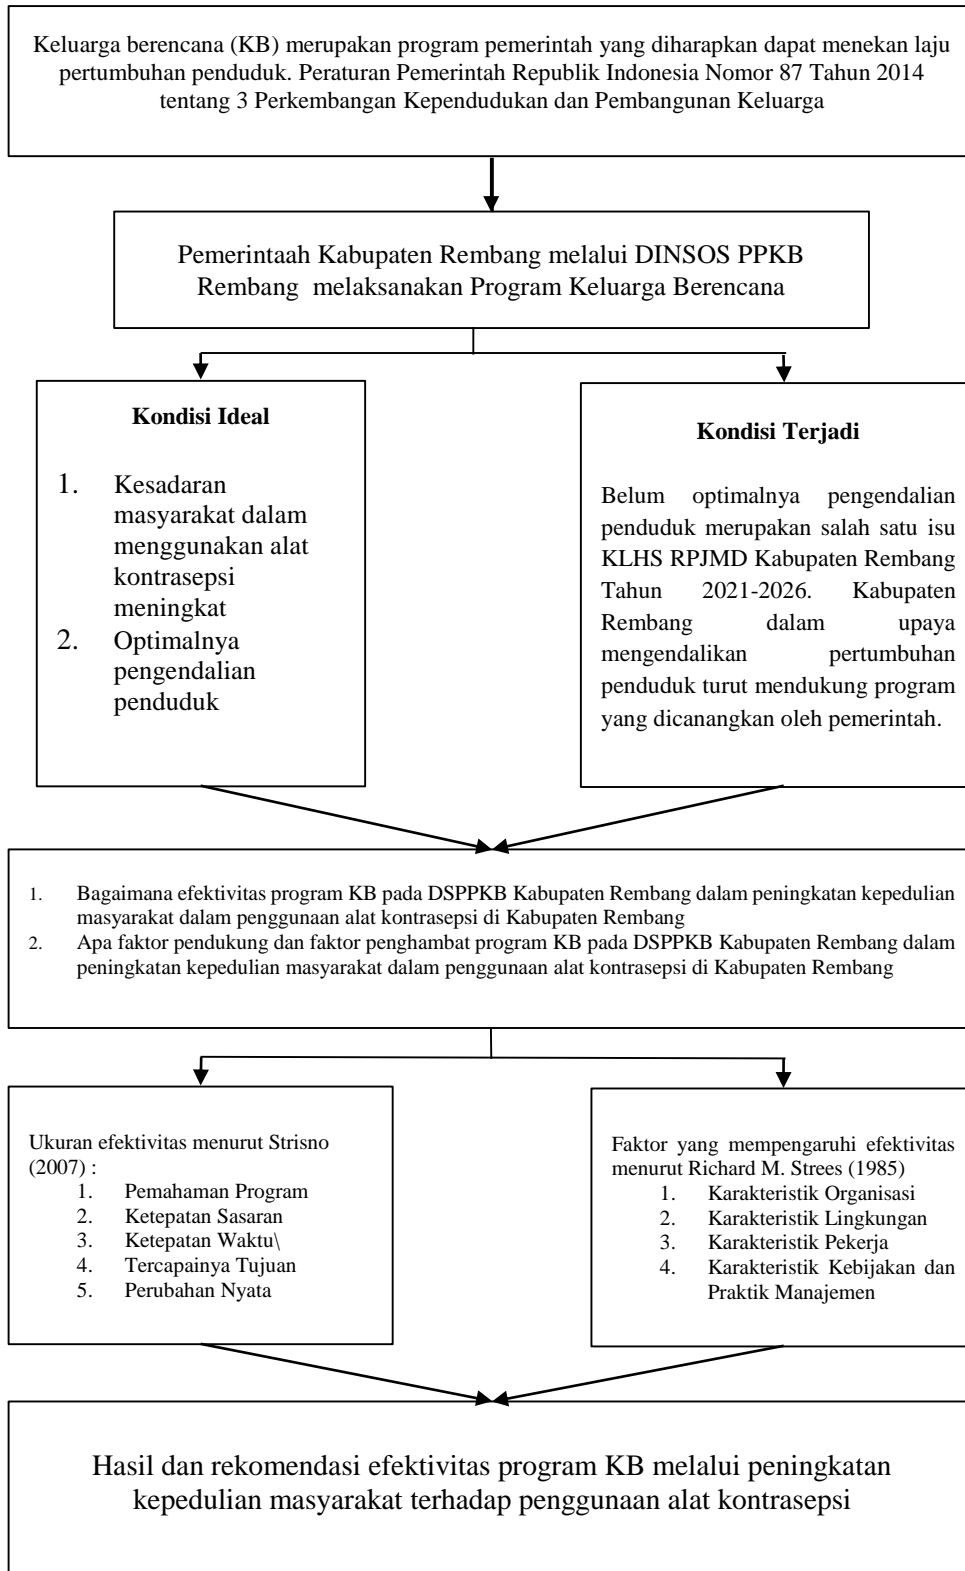 Keluarga berencana (KB) merupakan program pemerintah yang diharapkan dapat menekan laju
pertumbuhan penduduk. Peraturan Pemerintah Republik Indonesia Nomor 87 Tahun 2014
tentang 3 Perkembangan Kependudukan dan Pembangunan Keluarga
Pemerintaah Kabupaten Rembang melalui DINSOS PPKB
Rembang melaksanakan Program Keluarga Berencana
Kondisi Ideal
1. Kesadaran
masyarakat dalam
menggunakan alat
kontrasepsi
meningkat
2. Optimalnya
pengendalian
penduduk
Kondisi Terjadi
Belum optimalnya pengendalian
penduduk merupakan salah satu isu
KLHS RPJMD Kabupaten Rembang
Tahun 2021-2026. Kabupaten
Rembang dalam upaya
mengendalikan pertumbuhan
penduduk turut mendukung program
yang dicanangkan oleh pemerintah.
1. Bagaimana efektivitas program KB pada DSPPKB Kabupaten Rembang dalam peningkatan kepedulian
masyarakat dalam penggunaan alat kontrasepsi di Kabupaten Rembang
2. Apa faktor pendukung dan faktor penghambat program KB pada DSPPKB Kabupaten Rembang dalam
peningkatan kepedulian masyarakat dalam penggunaan alat kontrasepsi di Kabupaten Rembang
Ukuran efektivitas menurut Strisno
(2007) :
1. Pemahaman Program
2. Ketepatan Sasaran
3. Ketepatan Waktu\
4. Tercapainya Tujuan
5. Perubahan Nyata
Faktor yang mempengaruhi efektivitas
menurut Richard M. Strees (1985)
1. Karakteristik Organisasi
2. Karakteristik Lingkungan
3. Karakteristik Pekerja
4. Karakteristik Kebijakan dan
Praktik Manajemen
Hasil dan rekomendasi efektivitas program KB melalui peningkatan
kepedulian masyarakat terhadap penggunaan alat kontrasepsi